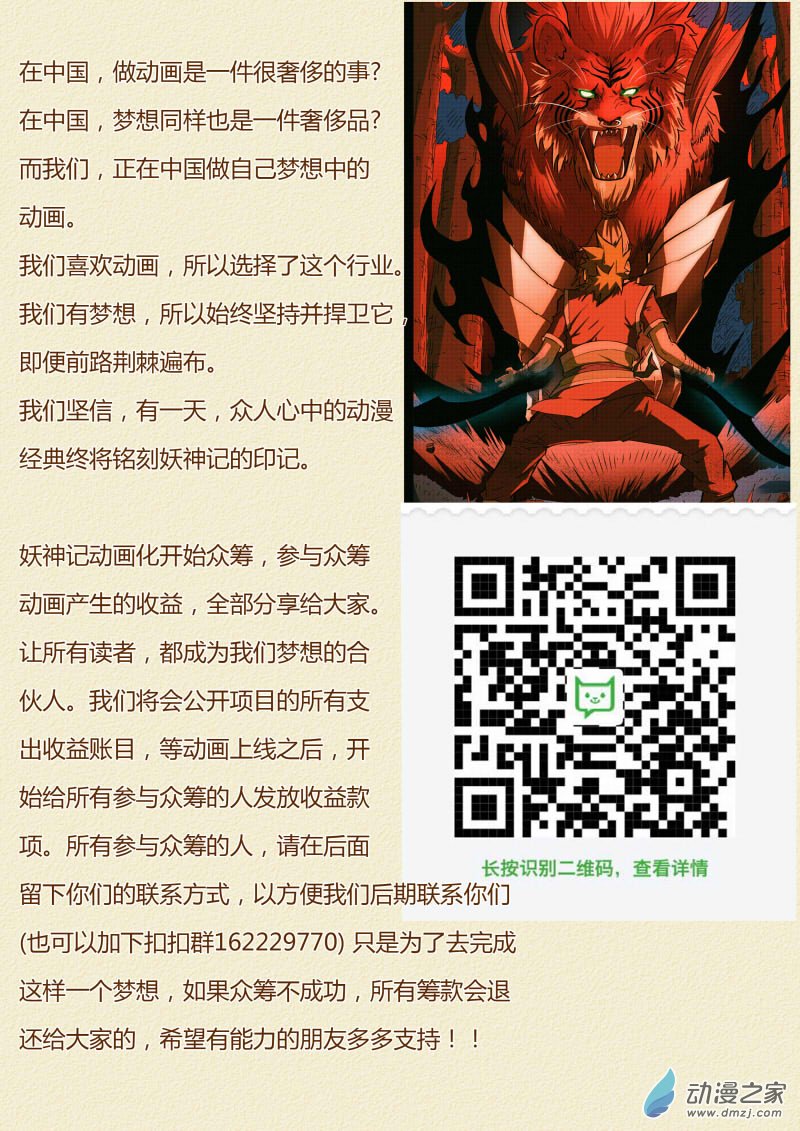 在中国，做动画是一件很奢侈的事?
在中国，梦想同样也是一件奢侈品?
而我们，正在中国做自己梦想中的
动画。
我们喜欢动画，所以选择了这个行业。
我们有梦想，所以始终坚持并捍卫它，
即便前路荆棘遍布。
我们坚信，有一天，众人心中的动漫
经典终将铭刻妖神记的印记。
妖神记动画化开始众筹，参与众筹
动画产生的收益，全部分享给大家。
让所有读者，都成为我们梦想的合
伙人。我们将会公开项目的所有支
出收益账目，等动画上线之后，开
始给所有参与众筹的人发放收益款
项。所有参与众筹的人，请在后面
留下你们的联系方式，以方便我们后期联系你们
(也可以加下扣扣群162229770) 只是为了去完成
这样一个梦想，如果众筹不成功，所有筹款会退
还给大家的，希望有能力的朋友多多支持！！
长按识别二维码，查看详情
动漫之家
www.dmzj.com